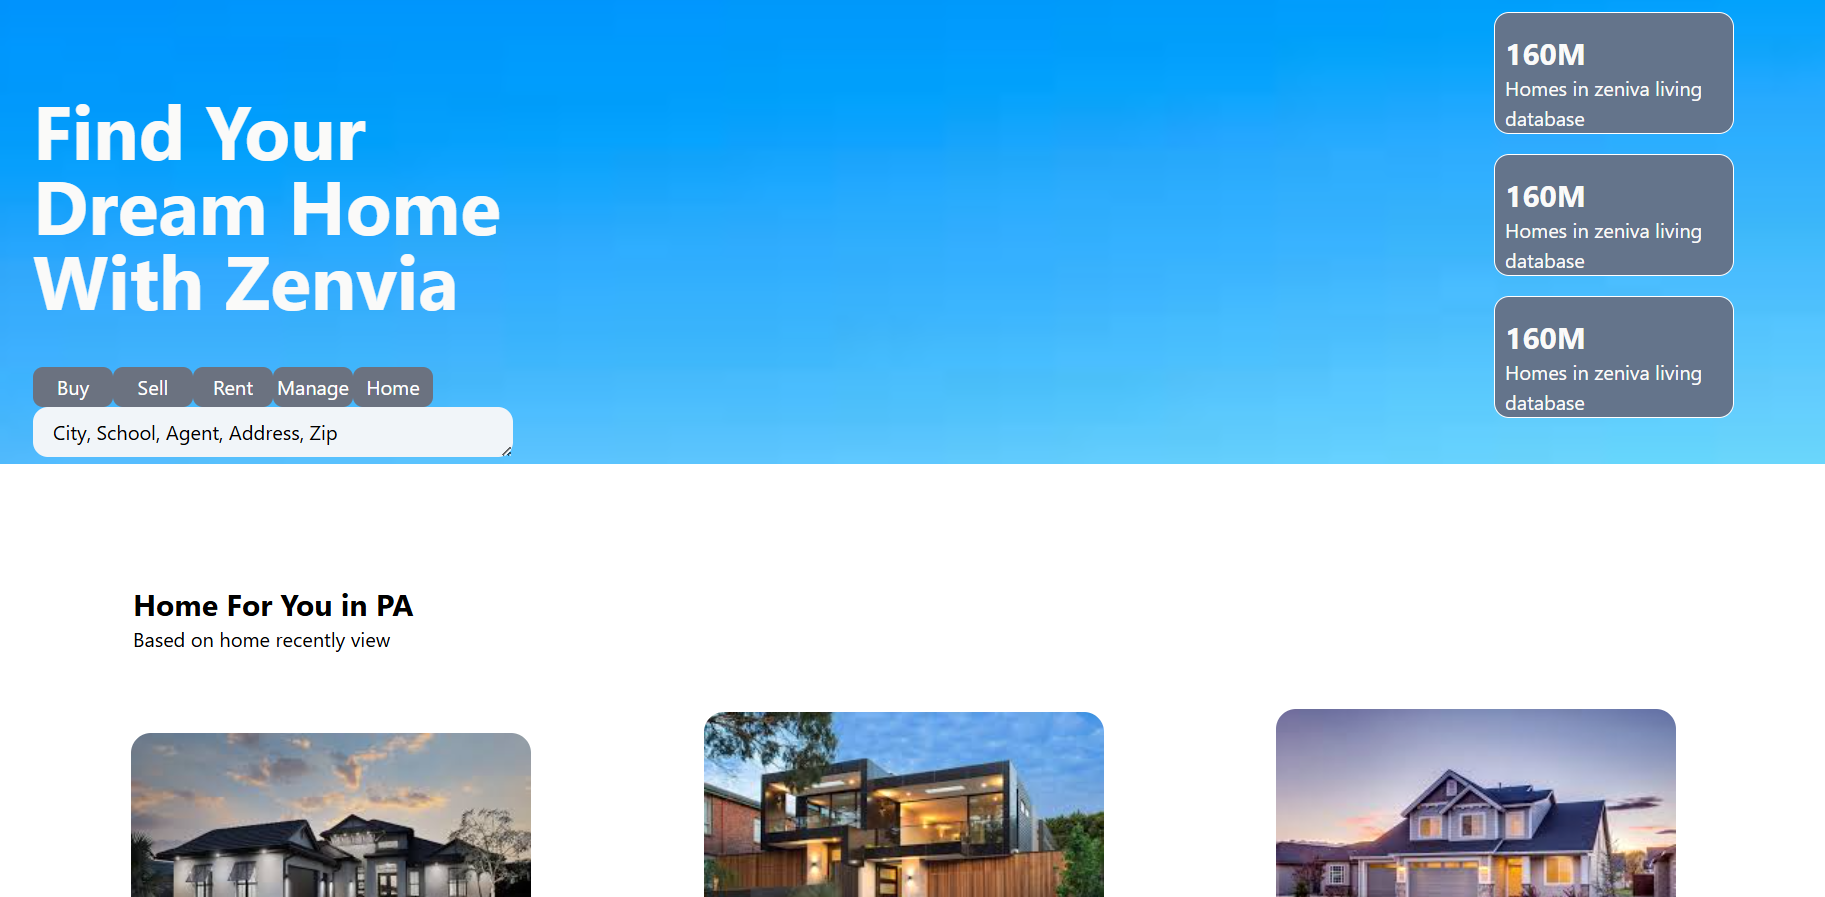 Find Your
Dream Home
With Zenvia
Buy Sell Rent Manage Home
City, School, Agent, Address, Zip
160M
Homes in zeniva living
database
160M
Homes in zeniva living
database
160M
Homes in zeniva living
database
Home For You in PA
Based on home recently view